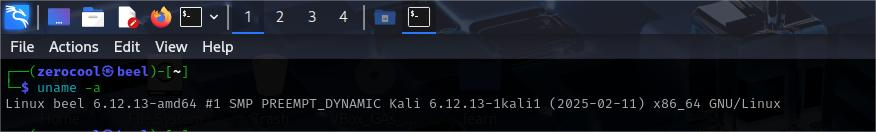 1 2 3 4
File Actions Edit View Help
┌──(zerocool㉿beel)-[~]
└─$ uname -a
Linux beel 6.12.13-amd64 #1 SMP PREEMPT_DYNAMIC Kali 6.12.13-1kali1 (2025-02-11) x86_64 GNU/Linux